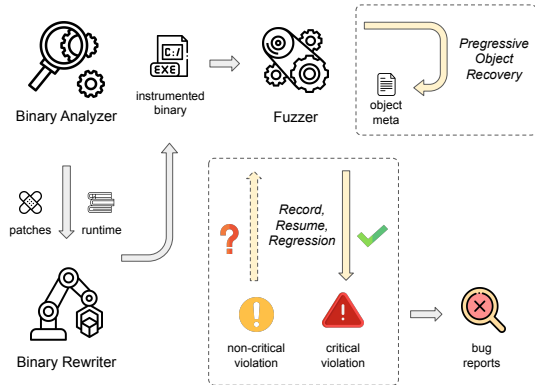 C:/
EXE
Pregressive
Object
Recovery
instrumented
binary
object
meta
Binary Analyzer
Fuzzer
patches
runtime
Record,
Resume,
Regression
?
non-critical
violation
critical
violation
bug
reports
Binary Rewriter